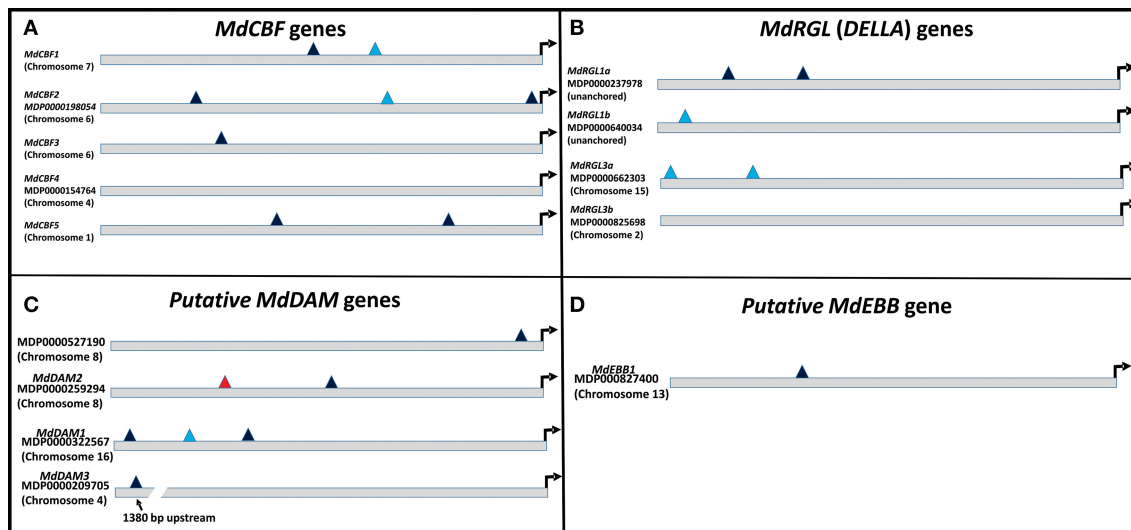 A
MdCBF genes
MdCBF1
(Chromosome 7)
MdCBF2
MDP0000198054
(Chromosome 6)
MdCBF3
(Chromosome 6)
MdCBF4
MDP0000154764
(Chromosome 4)
MdCBF5
(Chromosome 1)
B
MdRGL (DELLA) genes
MdRGL1a
MDP0000237978
(unanchored)
MdRGL1b
MDP0000640034
(unanchored)
MdRGL3a
MDP0000662303
(Chromosome 15)
MdRGL3b
MDP0000825698
(Chromosome 2)
C
Putative MdDAM genes
MDP0000527190
(Chromosome 8)
MdDAM2
MDP0000259294
(Chromosome 8)
MdDAM1
MDP0000322567
(Chromosome 16)
MdDAM3
MDP0000209705
(Chromosome 4)
1380 bp upstream
D
Putative MdEBB gene
MdEBB1
MDP000827400
(Chromosome 13)